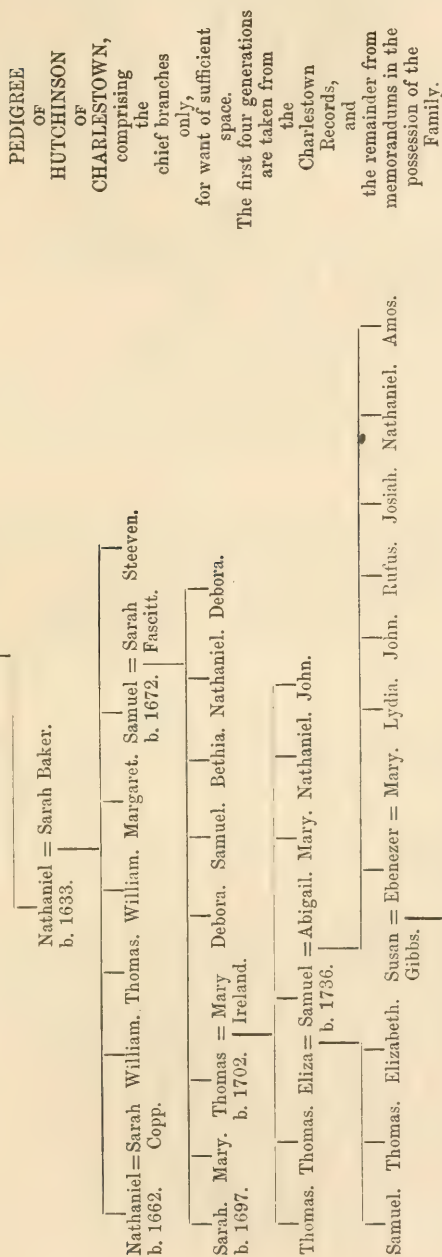 PEDIGREE
OF
HUTCHINSON
OF
CHARLESTOWN,
comprising
the
chief branches
only,
for want of sufficient
space.
The first four generations
are taken from
the
Charlestown
Records,
and
the remainder from
memorandums in the
possession of the
Family.
Nathaniel = Sarah Baker.
b. 1633.
Nathaniel = Sarah William. Thomas. William. Margaret. Samuel = Sarah Steeven.
b. 1662. Copp. b. 1672. Fascitt.
Sarah. Mary. Thomas = Mary Debora. Samuel. Bethia. Nathaniel. Debora.
b. 1697. b. 1702. Ireland.
Thomas. Thomas. Eliza = Samuel = Abigail. Mary. Nathaniel. John.
b. 1736.
Samuel. Thomas. Elizabeth. Susan = Ebenezer = Mary. Lydia. John. Rufus. Josiah. Nathaniel. Amos.
Gibbs.